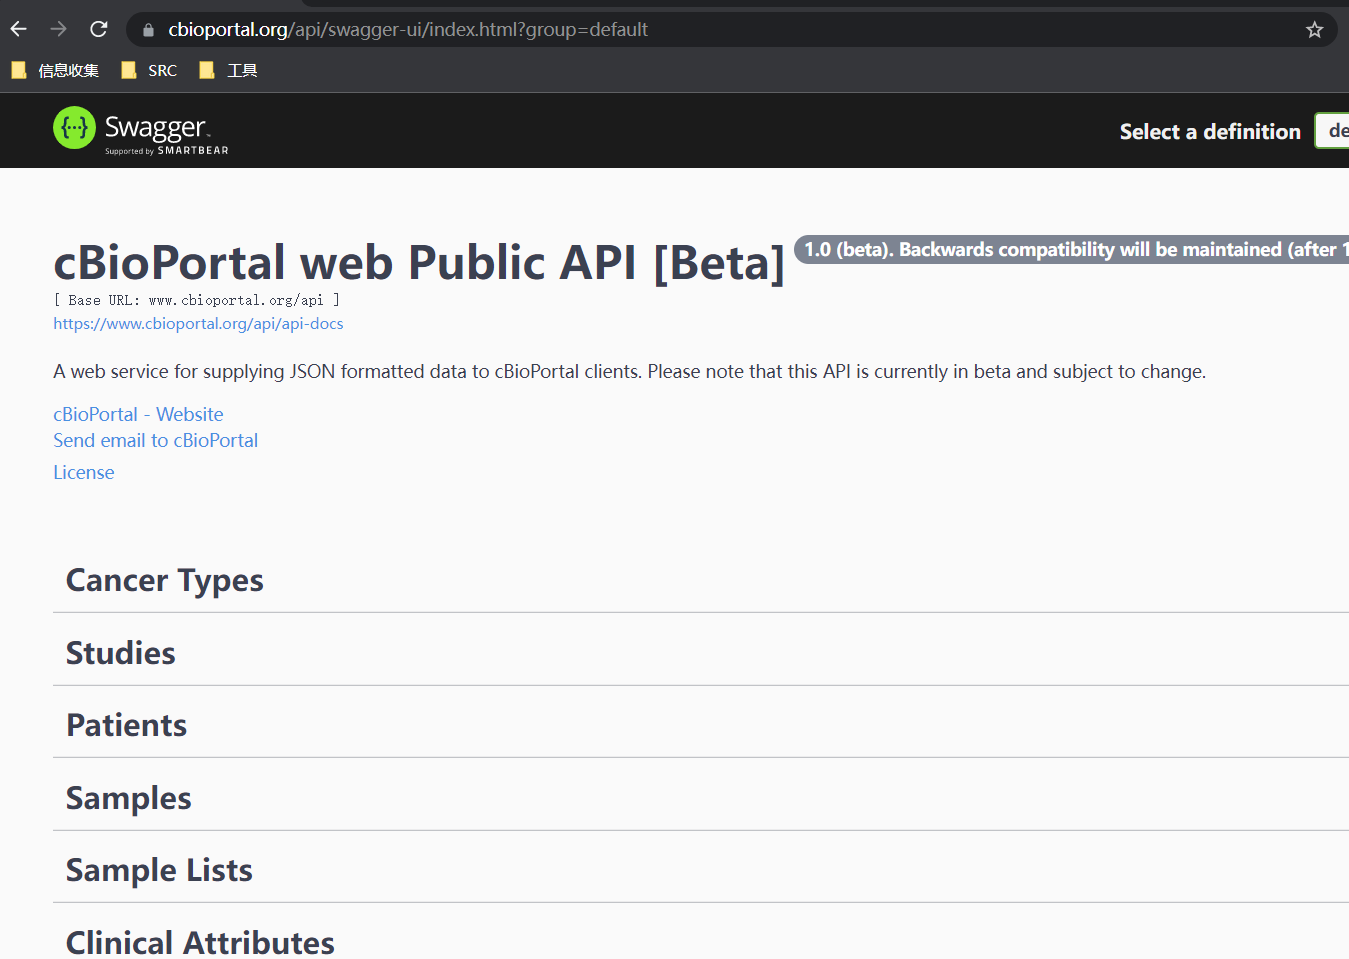 cbioportal.org/api/swagger-ui/index.html?group=default
信息收集 SRC 工具
Swagger
Supported by SMARTBEAR
Select a definition
cBioPortal web Public API [Beta] 1.0 (beta). Backwards compatibility will be maintained (after 1
[ Base URL: www.cbioportal.org/api ]
https://www.cbioportal.org/api/api-docs
A web service for supplying JSON formatted data to cBioPortal clients. Please note that this API is currently in beta and subject to change.
cBioPortal - Website
Send email to cBioPortal
License
Cancer Types
Studies
Patients
Samples
Sample Lists
Clinical Attributes